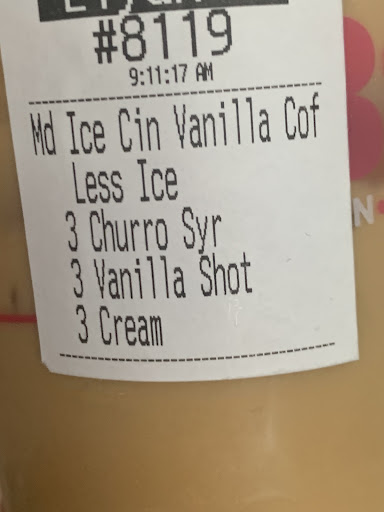 #8119
9:11:17 AM
Md Ice Cin Vanilla Cof
Less Ice
3 Churro Syr
3 Vanilla Shot
3 Cream
N